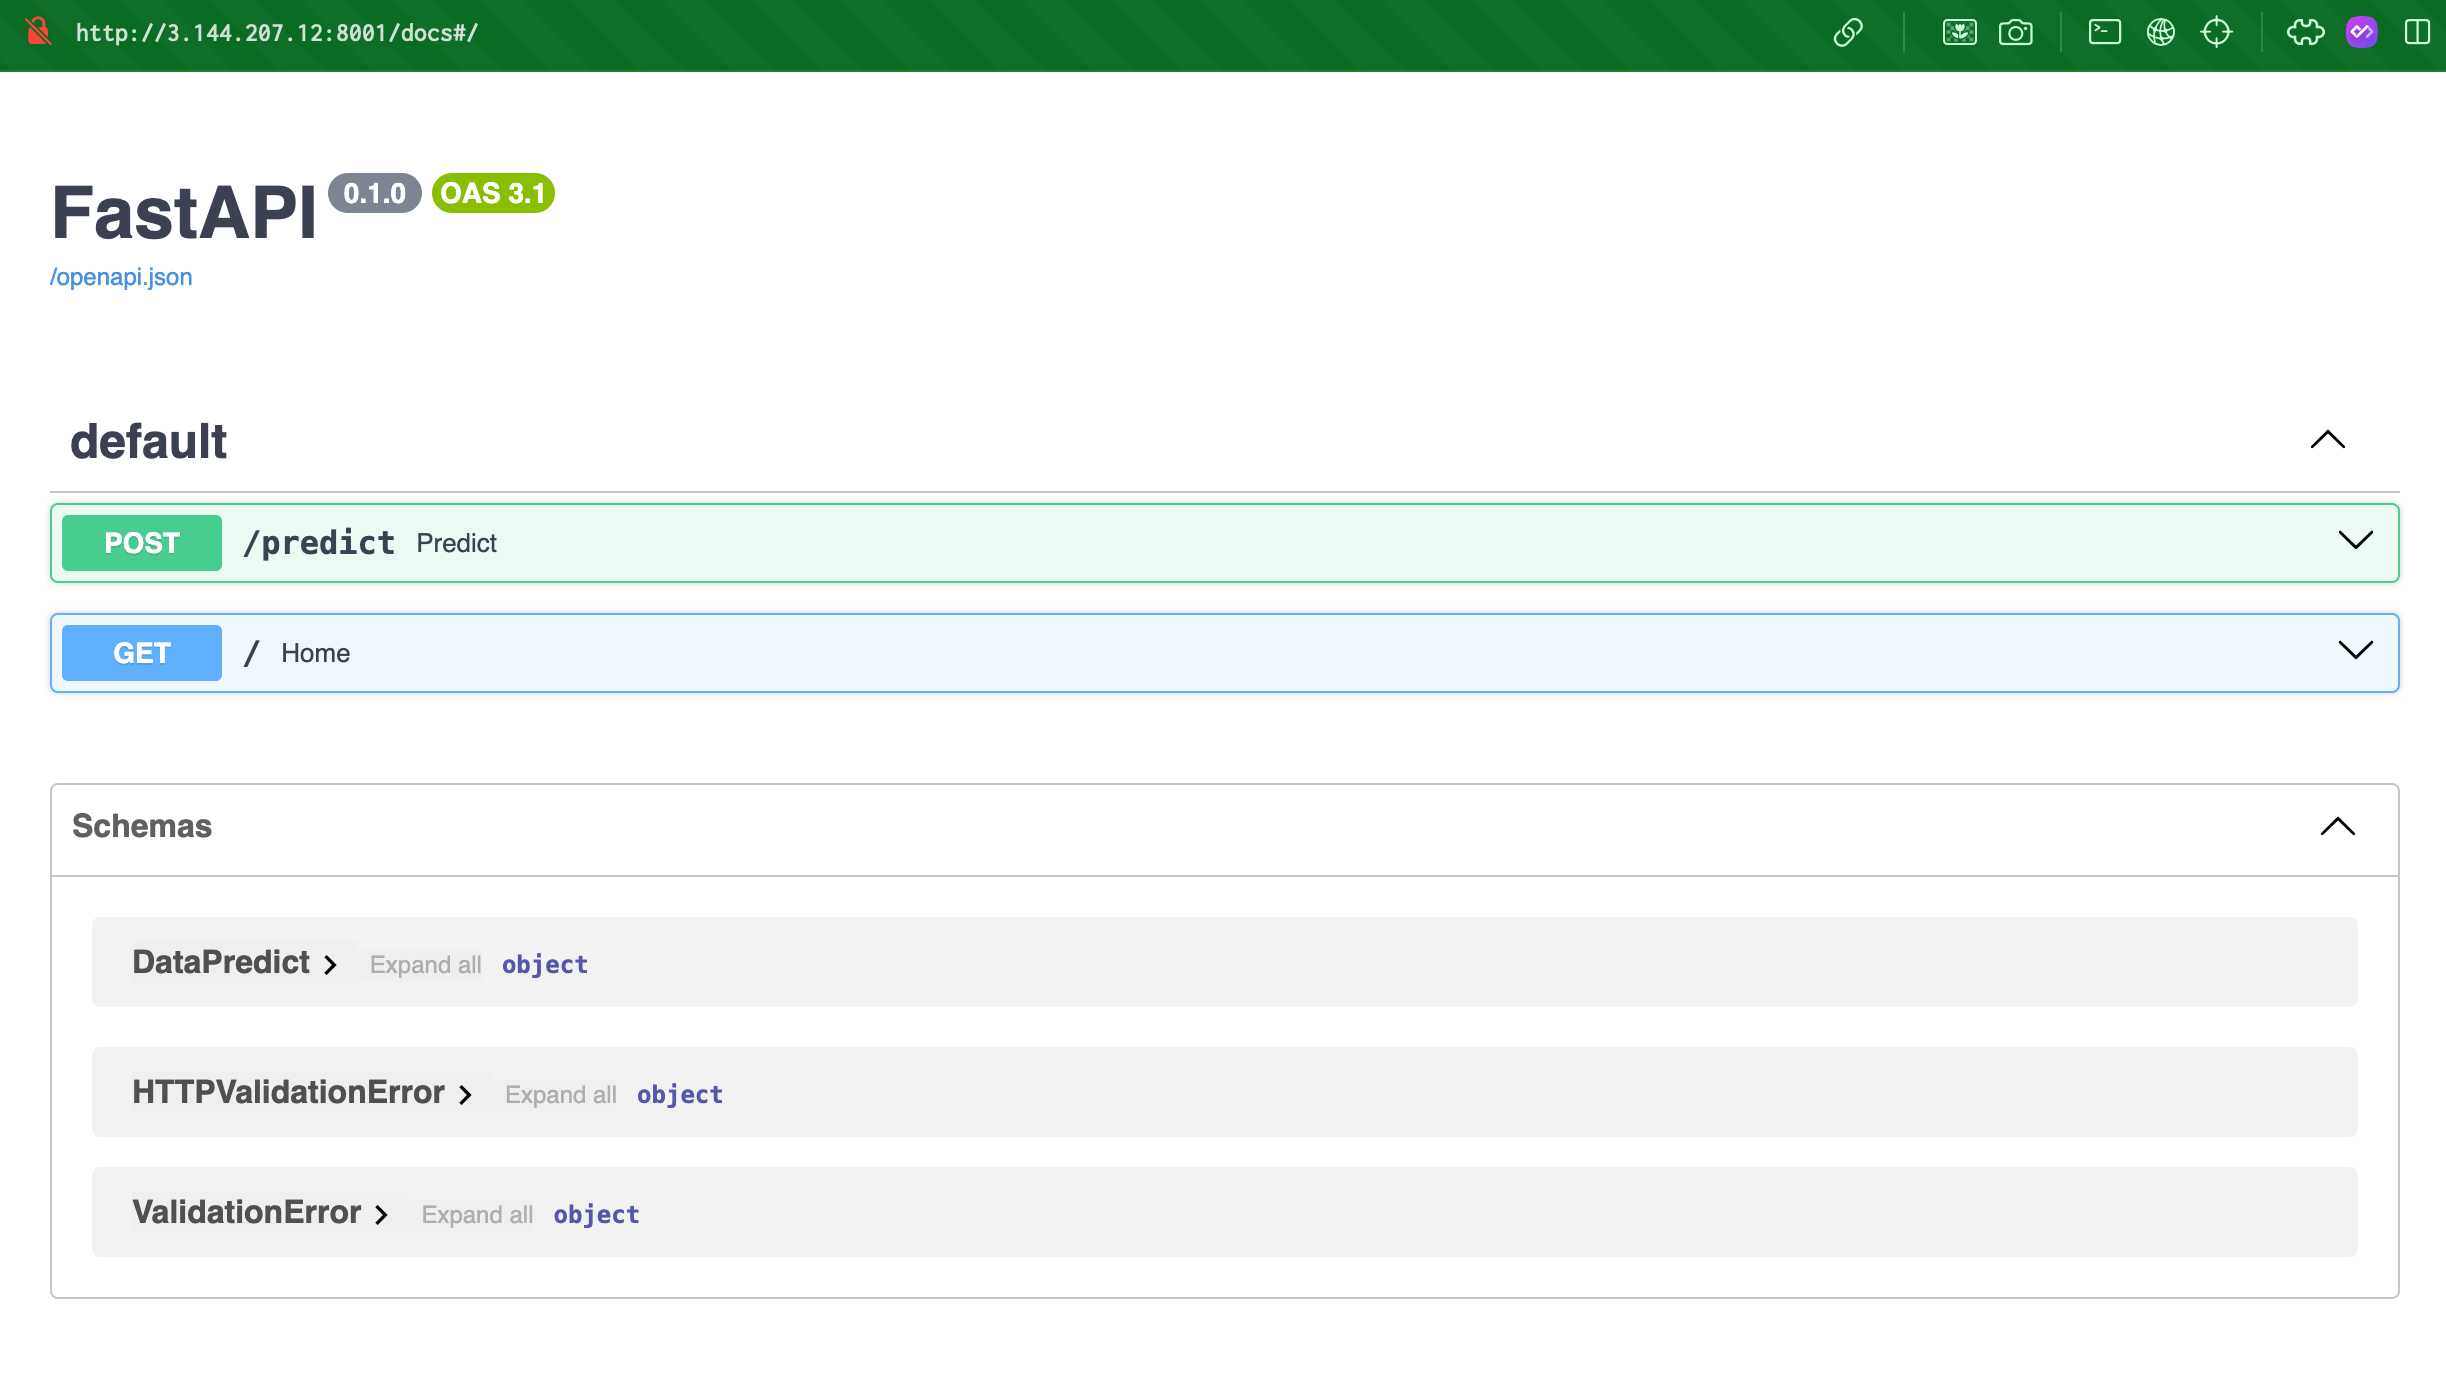 http://3.144.207.12:8001/docs#/
FastAPI 0.1.0 OAS 3.1
/openapi.json
default
POST /predict Predict
GET / Home
Schemas
DataPredict Expand all object
HTTPValidationError Expand all object
ValidationError Expand all object